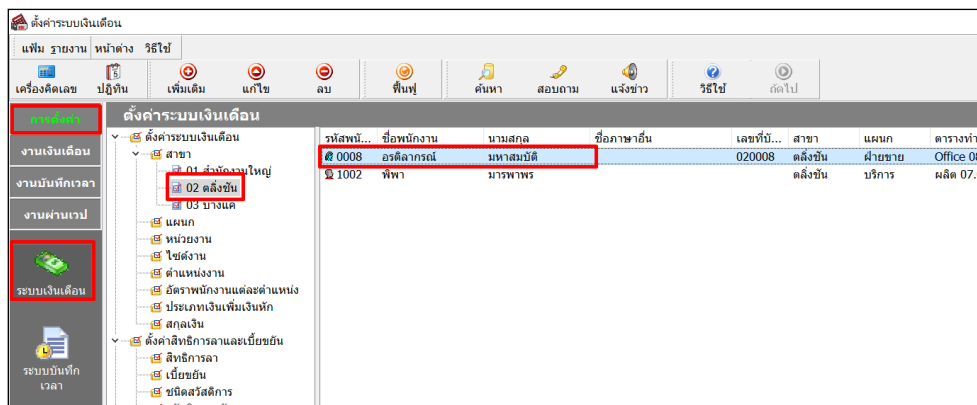 ตั้งค่าระบบเงินเดือน
แฟ้ม รายงาน หน้าต่าง วิธีใช้
เครื่องคิดเลข ปฏิทิน เพิ่มเติม แก้ไข ลบ ฟื้นฟู ค้นหา สอบถาม แจ้งข่าว วิธีใช้ ถัดไป
การตั้งค่า
งานเงินเดือน
งานบันทึกเวลา
งานผ่านเวป
ระบบเงินเดือน
ระบบบันทึก
เวลา
ตั้งค่าระบบเงินเดือน
ตั้งค่าระบบเงินเดือน
สาขา
01 สำนักงานใหญ่
02 ตลิ่งชัน
03 บางแค
แผนก
หน่วยงาน
ไซด์งาน
ตำแหน่งงาน
อัตราพนักงานแต่ละตำแหน่ง
ประเภทเงินเพิ่มเงินหัก
สกุลเงิน
ตั้งค่าสิทธิการลาและเบี้ยขยัน
สิทธิการลา
เบี้ยขยัน
ชนิดสวัสดิการ
รหัสพนั... ชื่อพนักงาน นามสกุล ชื่อภาษาอื่น เลขที่บั... สาขา แผนก ตารางทำ
0008 อรดิลาภรณ์ มหาสมบัติ 020008 ตลิ่งชัน ฝ่ายขาย Office 08
1002 พิพา มารพาพร ตลิ่งชัน บริการ ผลิต 07.